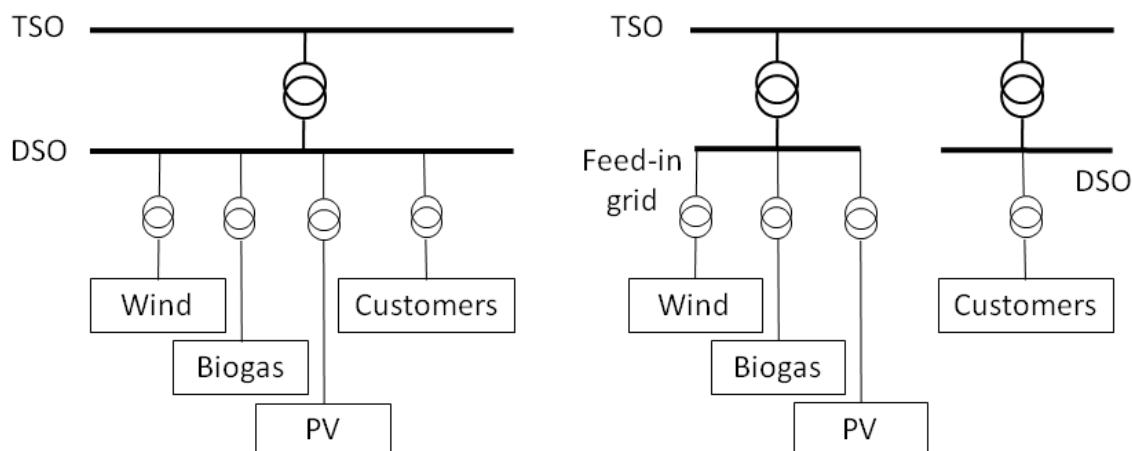 TSO
DSO
Wind
Customers
Biogas
PV
TSO
Feed-in
grid
DSO
Wind
Customers
Biogas
PV